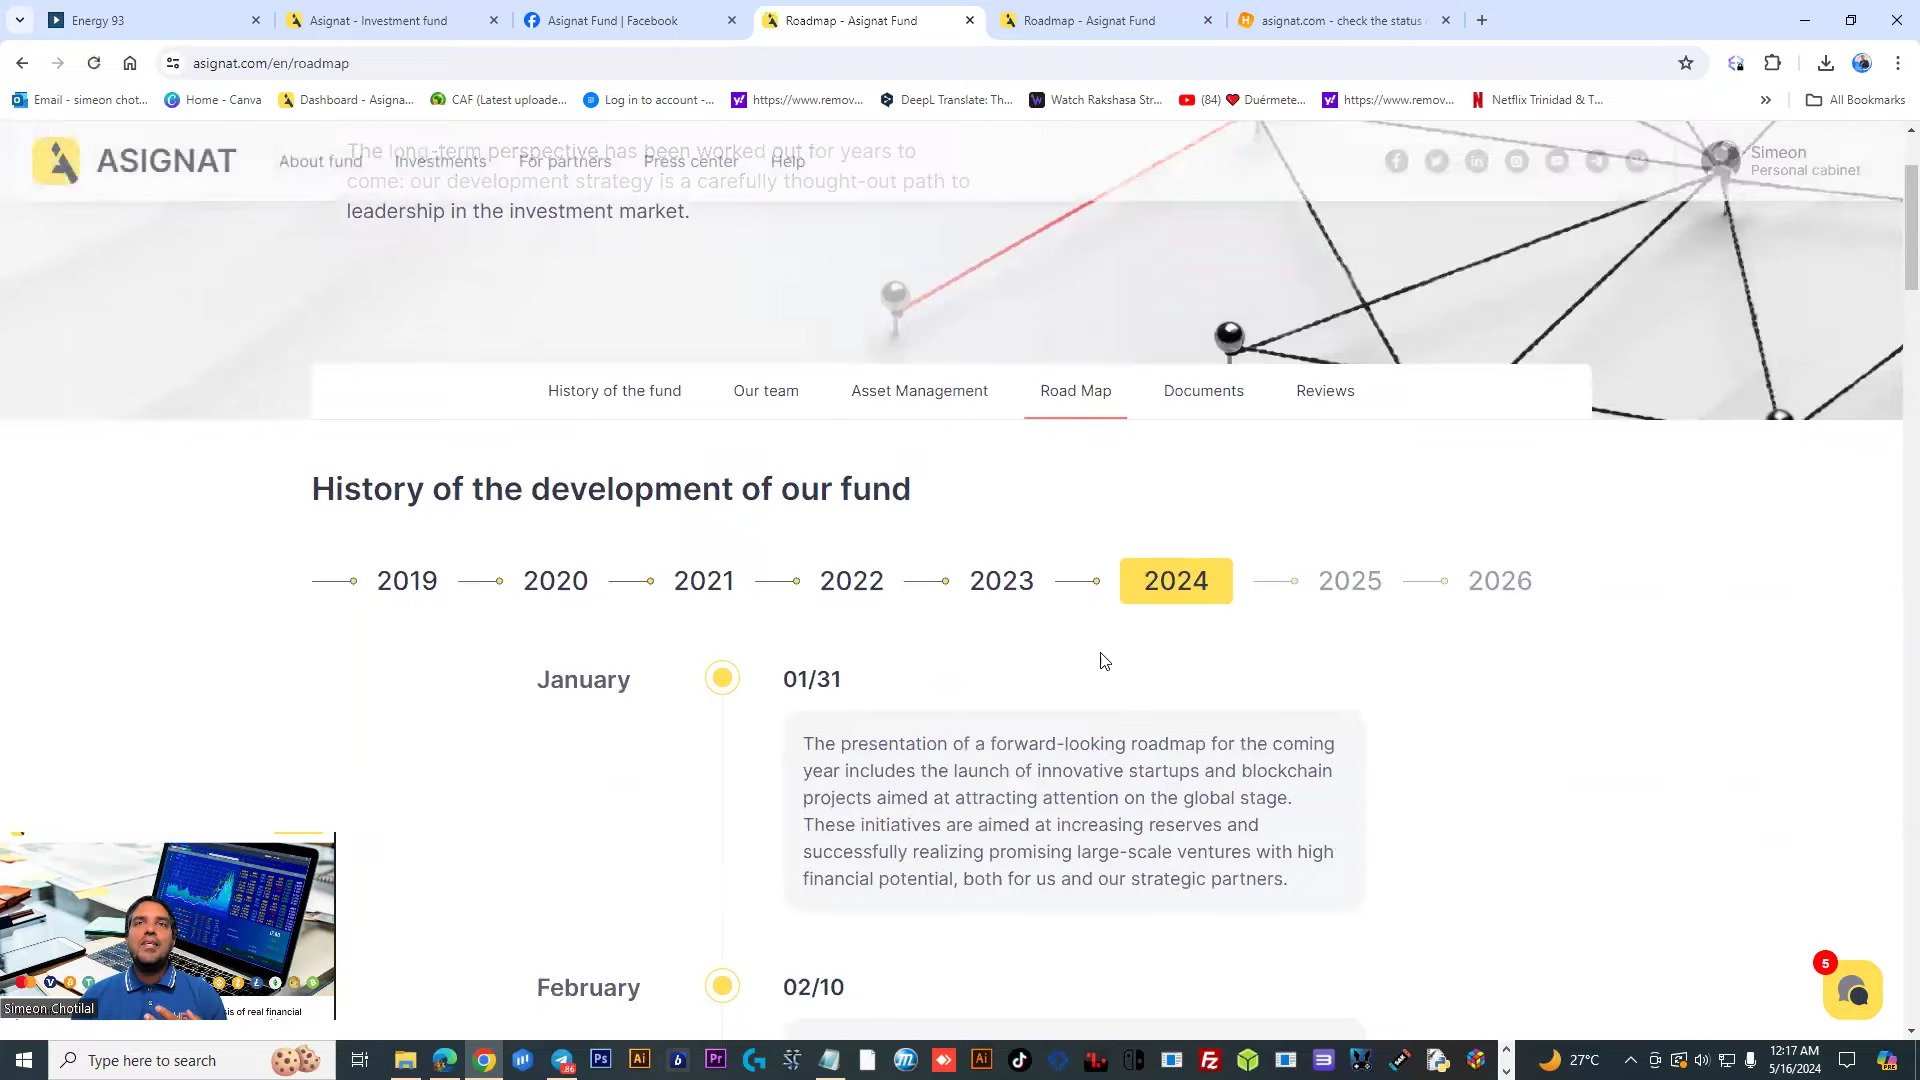 Energy 93
Asignat - Investment fund
Asignat Fund | Facebook
Roadmap - Asignat Fund
Roadmap - Asignat Fund
asignat.com - check the status
asignat.com/en/roadmap
Email - simeon chot...
Home - Canva
Dashboard - Asigna...
CAF (Latest uploade...
Log in to account -...
https://www.remov...
DeepL Translate: Th...
Watch Rakshasa Str...
(84) ❤️ Duérmete...
https://www.remov...
Netflix Trinidad & T...
All Bookmarks
ASIGNAT
About fund
Investments
For partners
Press center
Help
Simeon
Personal cabinet
The long-term perspective has been worked out for years to
come: our development strategy is a carefully thought-out path to
leadership in the investment market.
History of the fund
Our team
Asset Management
Road Map
Documents
Reviews
History of the development of our fund
2019
2020
2021
2022
2023
2024
2025
2026
January
01/31
The presentation of a forward-looking roadmap for the coming
year includes the launch of innovative startups and blockchain
projects aimed at attracting attention on the global stage.
These initiatives are aimed at increasing reserves and
successfully realizing promising large-scale ventures with high
financial potential, both for us and our strategic partners.
February
02/10
5
Simeon Chotilal
sis of real financial
Type here to search
27°C
12:17 AM
5/16/2024